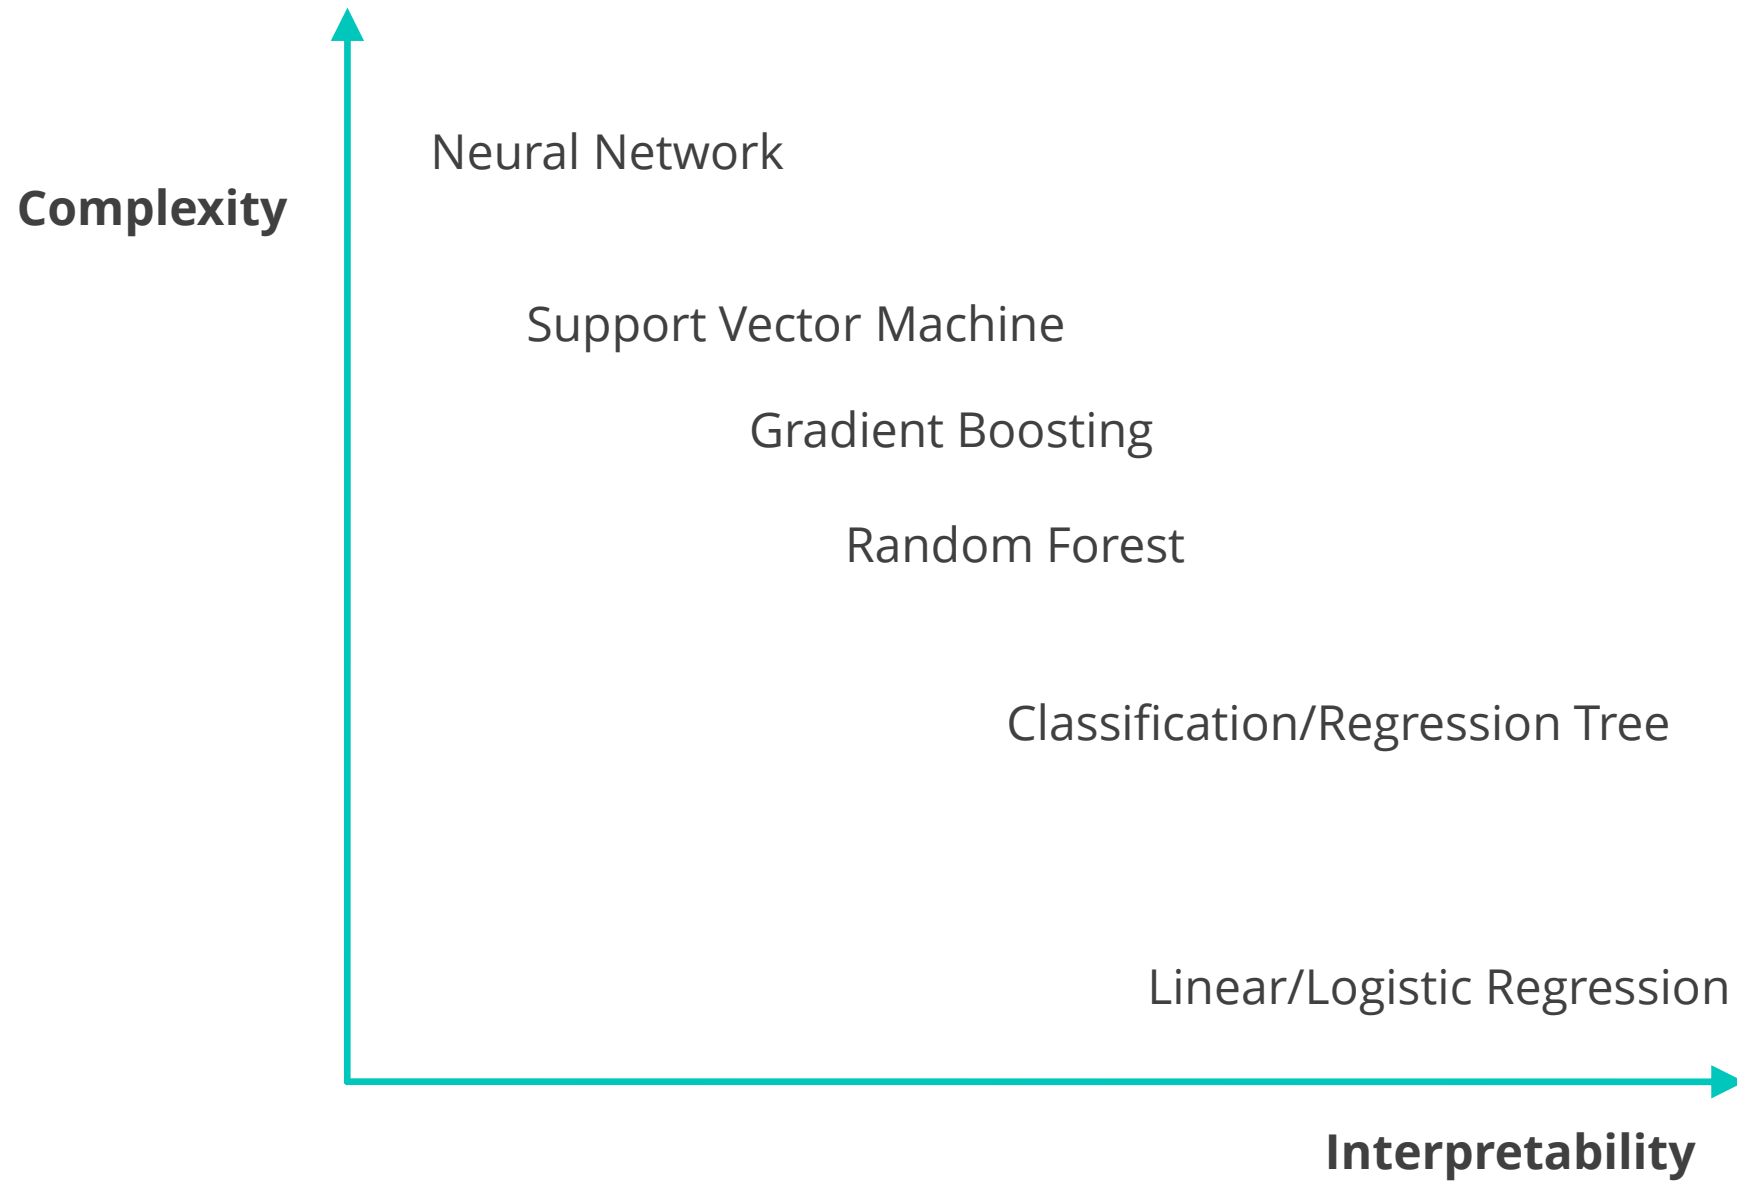 Neural Network
Complexity
Support Vector Machine
Gradient Boosting
Random Forest
Classification/Regression Tree
Linear/Logistic Regression
Interpretability